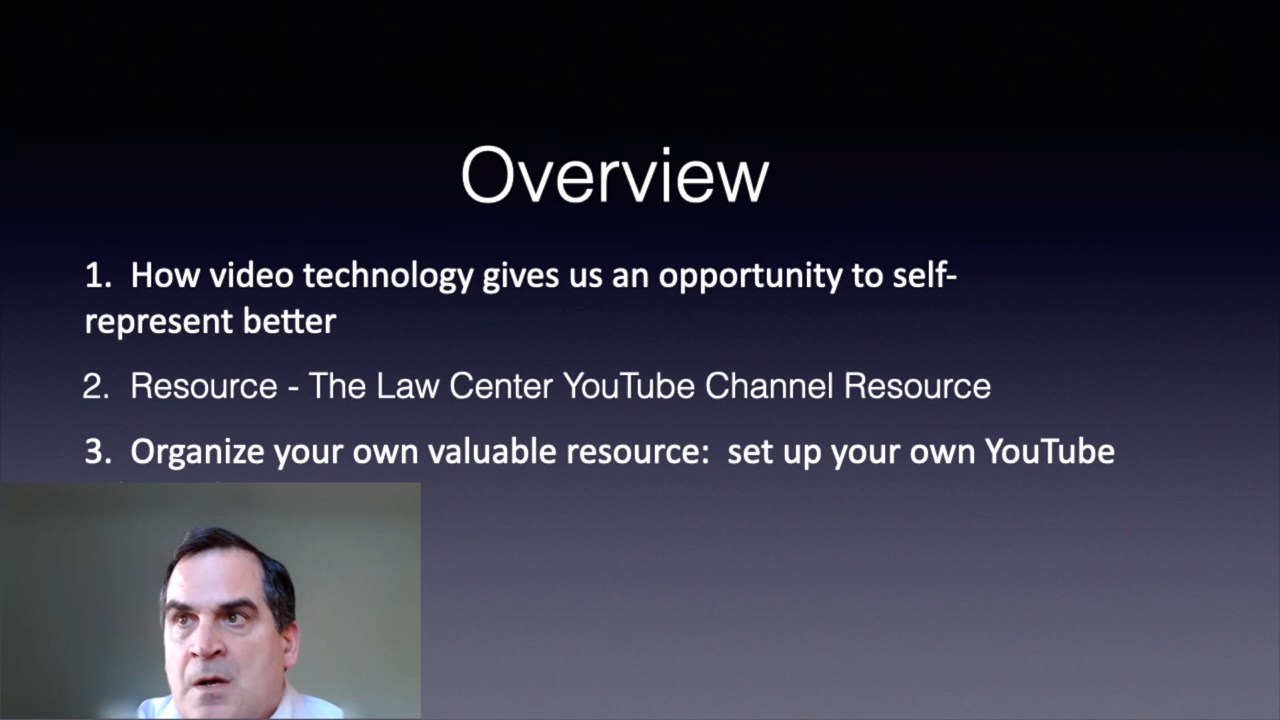 Overview
1. How video technology gives us an opportunity to self-
represent better
2. Resource - The Law Center YouTube Channel Resource
3. Organize your own valuable resource: set up your own YouTube